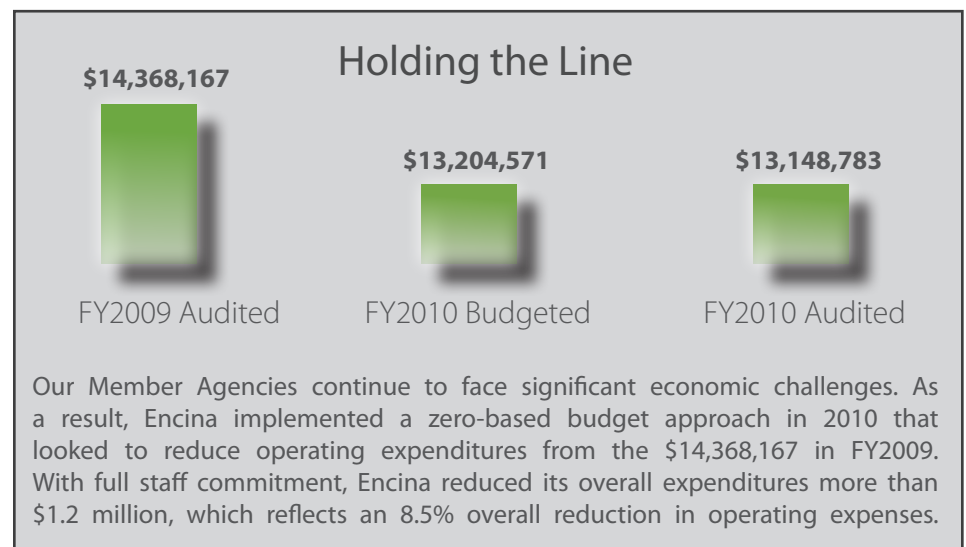 Holding the Line
$14,368,167
$13,204,571
$13,148,783
FY2009 Audited
FY2010 Budgeted
FY2010 Audited
Our Member Agencies continue to face significant economic challenges. As
a result, Encina implemented a zero-based budget approach in 2010 that
looked to reduce operating expenditures from the $14,368,167 in FY2009.
With full staff commitment, Encina reduced its overall expenditures more than
$1.2 million, which reflects an 8.5% overall reduction in operating expenses.